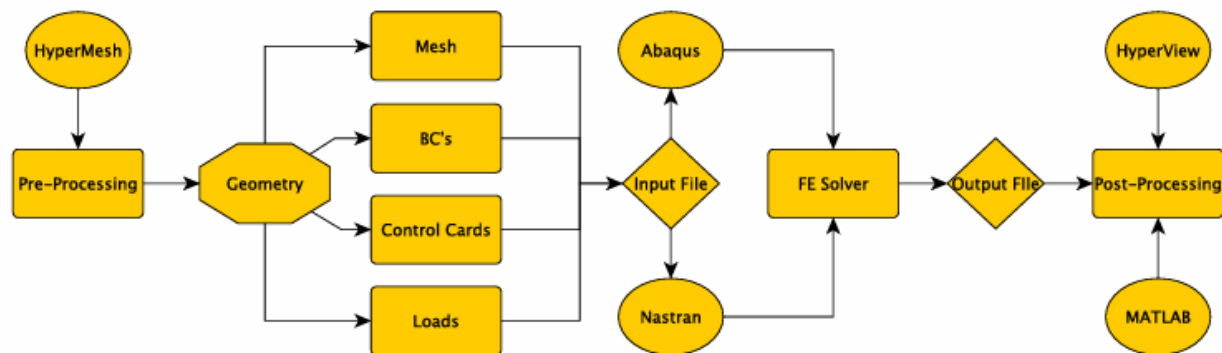 HyperMesh
Pre-Processing
Geometry
Mesh
BC's
Control Cards
Loads
Input File
Abaqus
Nastran
FE Solver
Output FIle
HyperView
Post-Processing
MATLAB